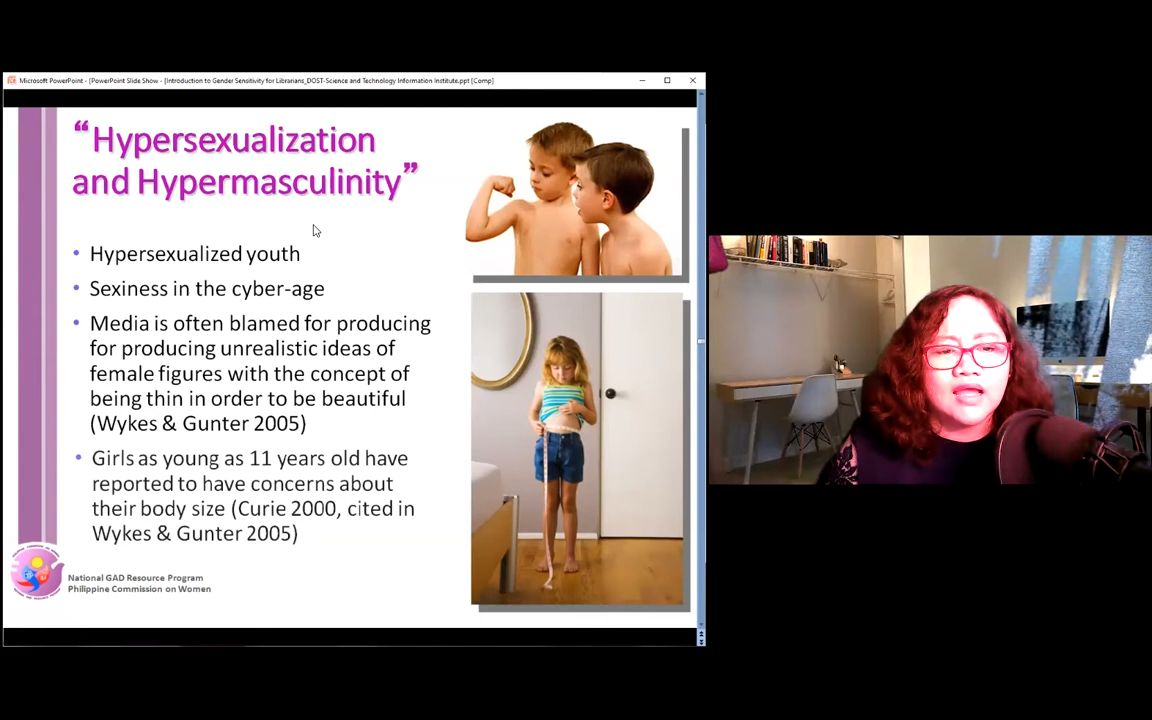 Microsoft PowerPoint - [PowerPoint Slide Show - [Introduction to Gender Sensitivity for Librarians_DOST-Science and Technology Information Institute.ppt [Comp]
“Hypersexualization
and Hypermasculinity”
• Hypersexualized youth
• Sexiness in the cyber-age
• Media is often blamed for producing
for producing unrealistic ideas of
female figures with the concept of
being thin in order to be beautiful
(Wykes & Gunter 2005)
• Girls as young as 11 years old have
reported to have concerns about
their body size (Curie 2000, cited in
Wykes & Gunter 2005)
National GAD Resource Program
Philippine Commission on Women